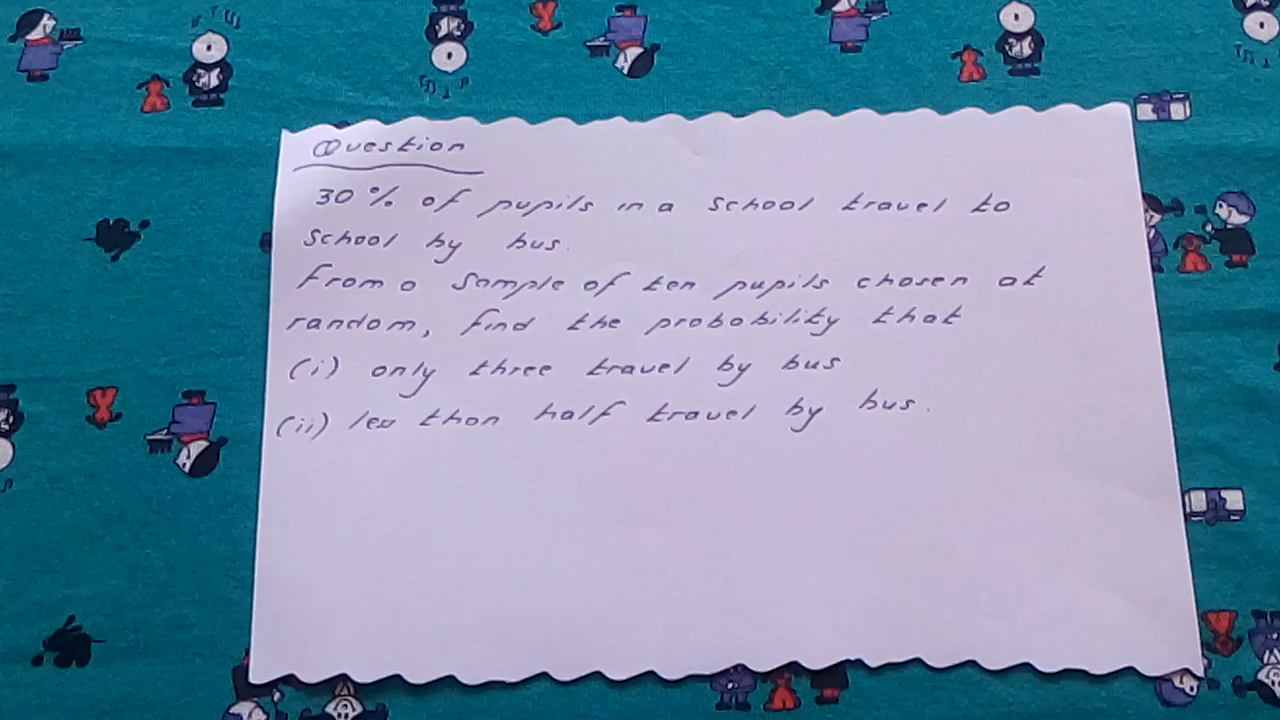 Question
30% of pupils in a school travel to
school by bus.
From a sample of ten pupils chosen at
random, find the probability that
(i) only three travel by bus
(ii) less than half travel by bus.